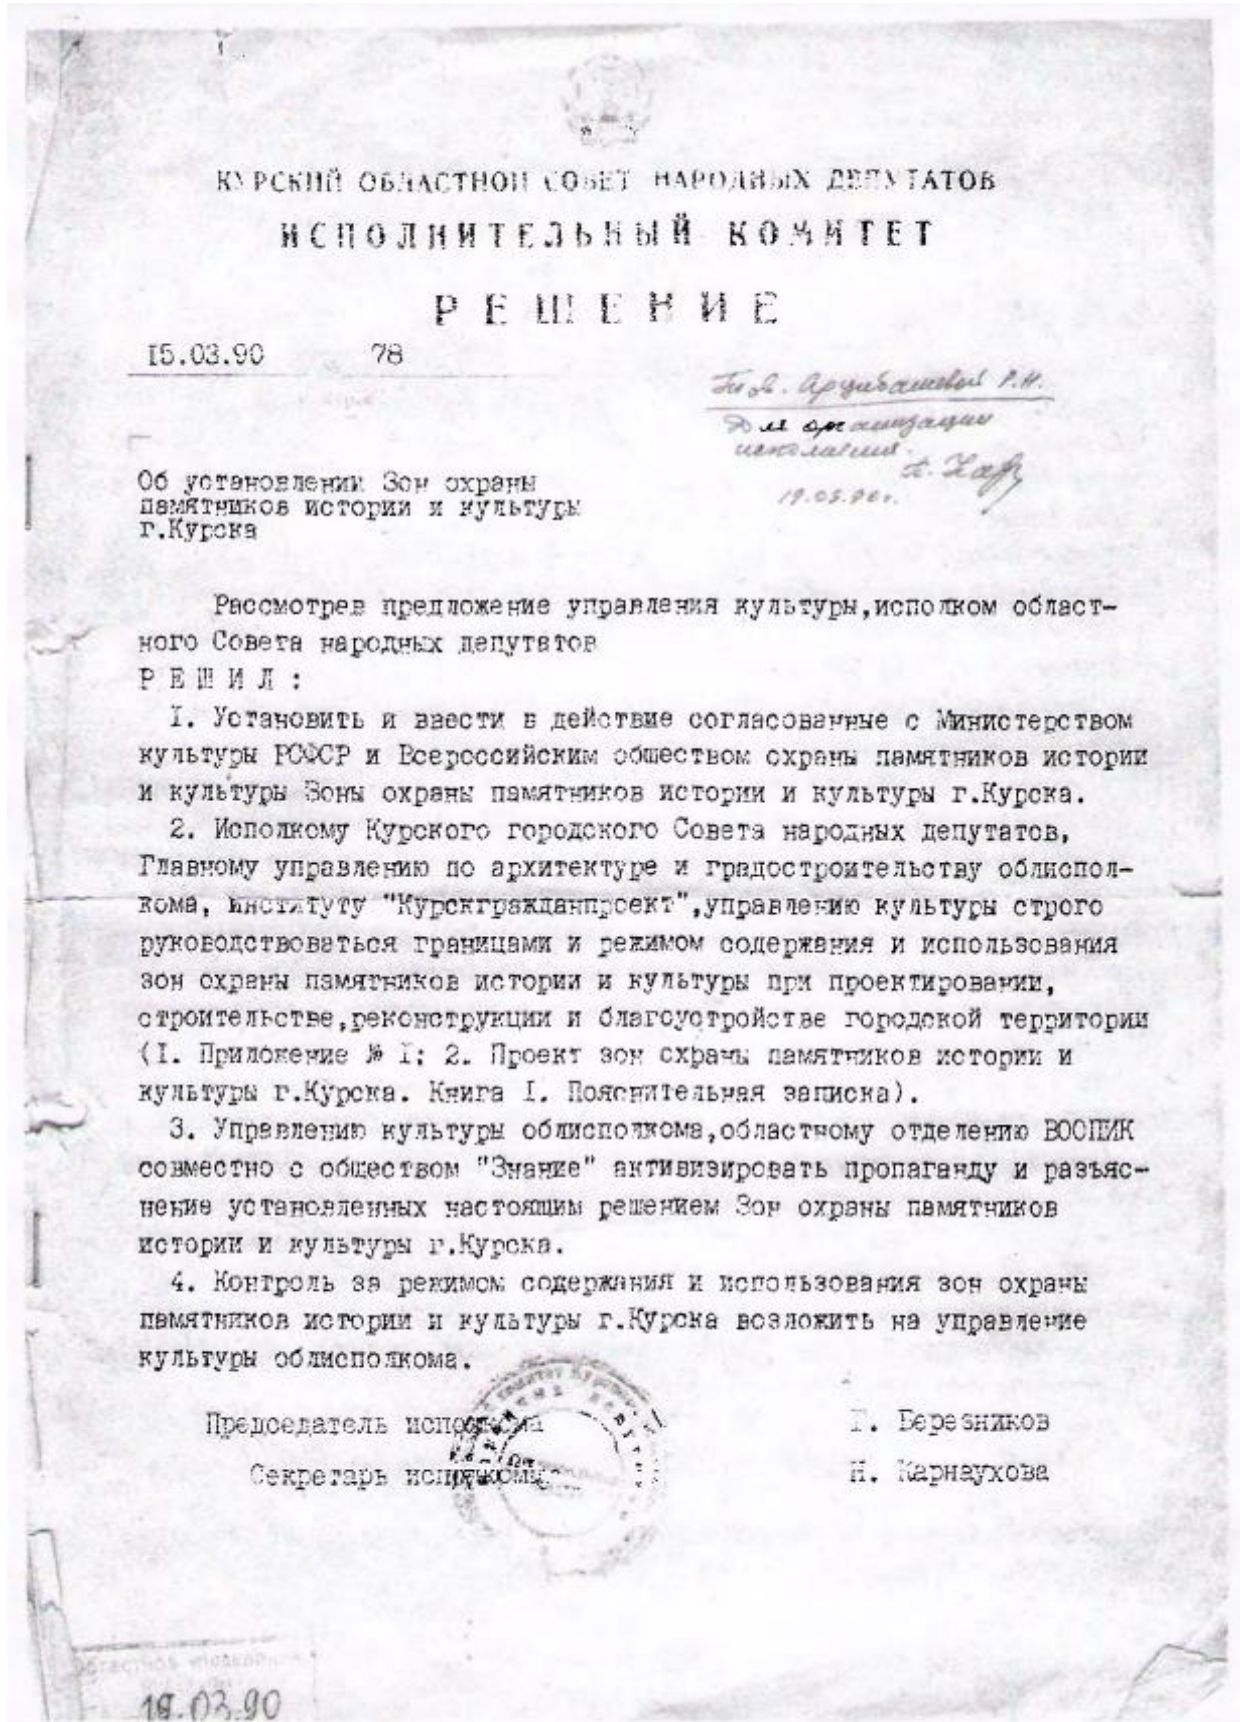 КУРСКИЙ ОБЛАСТНОЙ СОВЕТ НАРОДНЫХ ДЕПУТАТОВ
ИСПОЛНИТЕЛЬНЫЙ КОМИТЕТ
РЕШЕНИЕ
15.03.90 78
Тов. Арцибашевой Р.Н.
Для организации
исполнения.
19.03.90г.
Об установлении Зон охраны
памятников истории и культуры
г.Курска
Рассмотрев предложение управления культуры,исполком област-
ного Совета народных депутатов
РЕШИЛ:
I. Установить и ввести в действие согласованные с Министерством
культуры РСФСР и Всероссийским обществом охраны памятников истории
и культуры Зоны охраны памятников истории и культуры г.Курска.
2. Исполкому Курского городского Совета народных депутатов,
Главному управлению по архитектуре и градостроительству облиспол-
кома, институту "Курскгражданпроект",управлению культуры строго
руководствоваться границами и режимом содержания и использования
зон охраны памятников истории и культуры при проектировании,
строительстве,реконструкции и благоустройстве городской территории
(I. Приложение № I; 2. Проект зон охраны памятников истории и
культуры г.Курска. Книга I. Пояснительная записка).
3. Управлению культуры облисполкома,областному отделению ВООПИК
совместно с обществом "Знание" активизировать пропаганду и разъяс-
нение установленных настоящим решением Зон охраны памятников
истории и культуры г.Курска.
4. Контроль за режимом содержания и использования зон охраны
памятников истории и культуры г.Курска возложить на управление
культуры облисполкома.
Председатель исполкома Г. Березников
Секретарь исполкома Н. Карнаухова
19.03.90